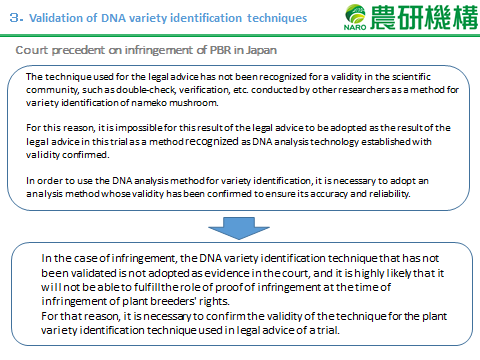 3. Validation of DNA variety identification techniques
NARO 農研機構
Court precedent on infringement of PBR in Japan
The technique used for the legal advice has not been recognized for a validity in the scientific
community, such as double-check, verification, etc. conducted by other researchers as a method for
variety identification of nameko mushroom.
For this reason, it is impossible for this result of the legal advice to be adopted as the result of the
legal advice in this trial as a method recognized as DNA analysis technology established with
validity confirmed.
In order to use the DNA analysis method for variety identification, it is necessary to adopt an
analysis method whose validity has been confirmed to ensure its accuracy and reliability.
In the case of infringement, the DNA variety identification technique that has not
been validated is not adopted as evidence in the court, and it is highly likely that it
will not be able to fulfill the role of proof of infringement at the time of
infringement of plant breeders' rights.
For that reason, it is necessary to confirm the validity of the technique for the plant
variety identification technique used in legal advice of a trial.